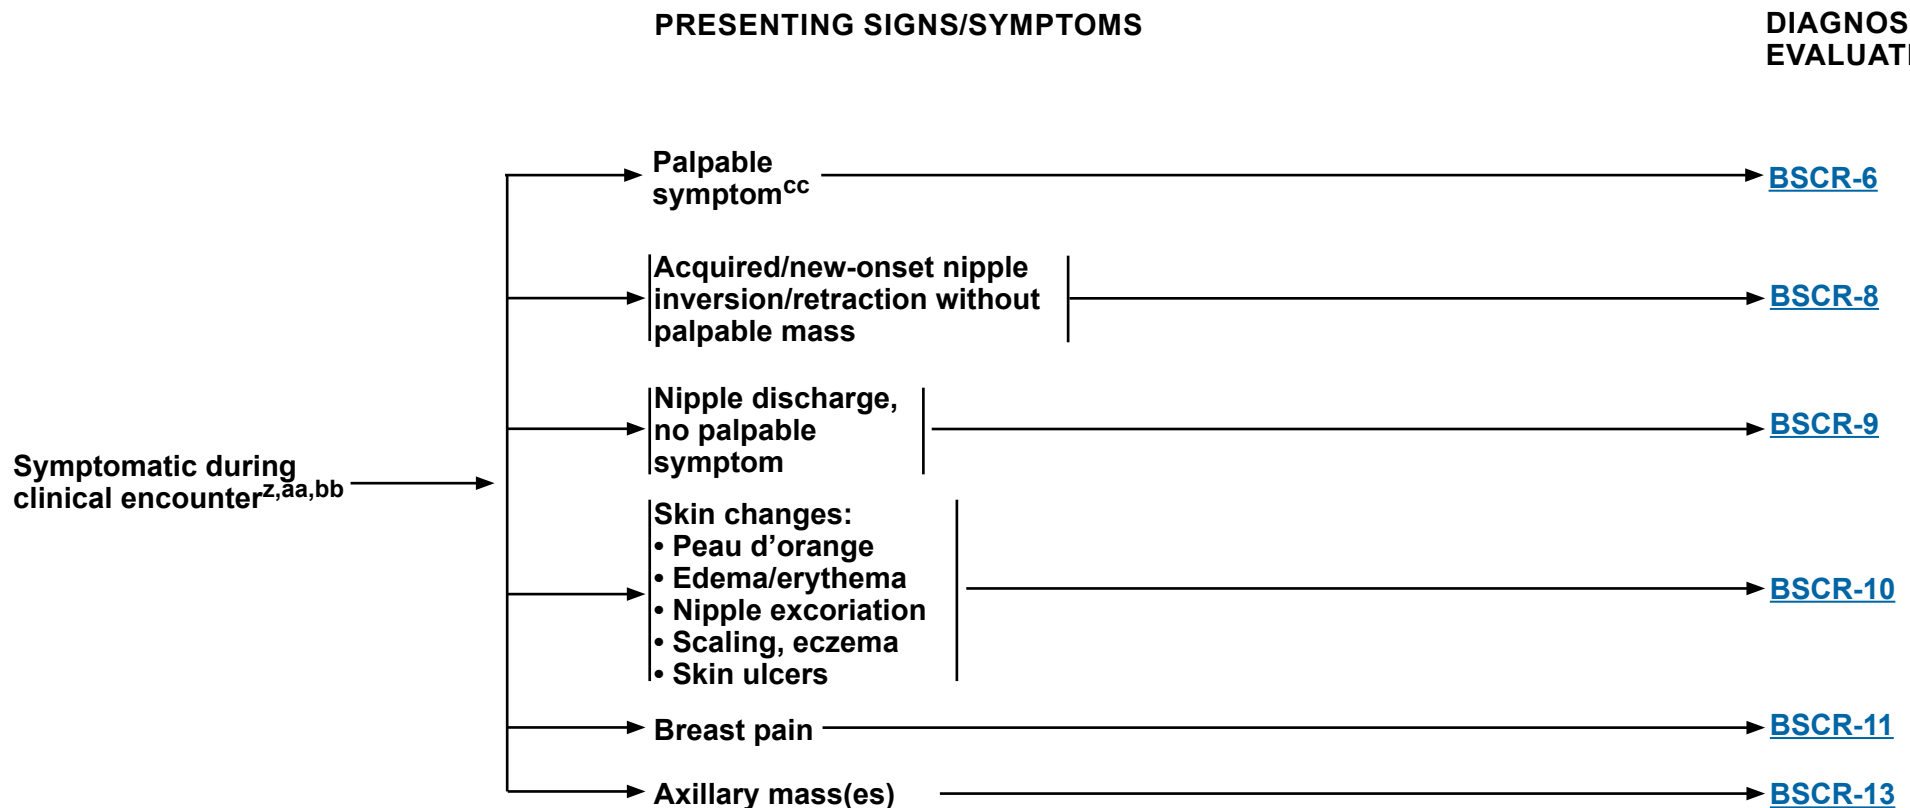 PRESENTING SIGNS/SYMPTOMS
DIAGNOS
EVALUATI
Symptomatic during
clinical encounterz,aa,bb
Palpable
symptomcc
BSCR-6
Acquired/new-onset nipple
inversion/retraction without
palpable mass
BSCR-8
Nipple discharge,
no palpable
symptom
BSCR-9
Skin changes:
• Peau d’orange
• Edema/erythema
• Nipple excoriation
• Scaling, eczema
• Skin ulcers
BSCR-10
Breast pain
BSCR-11
Axillary mass(es)
BSCR-13